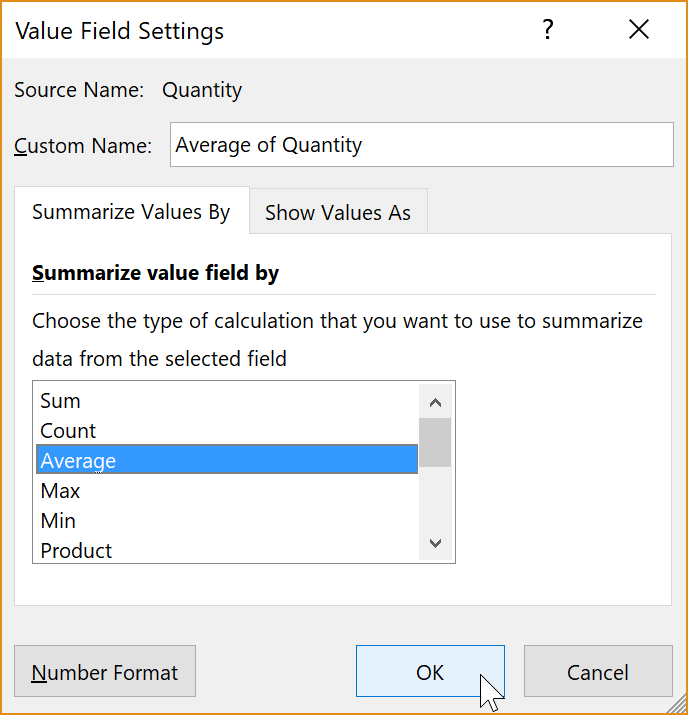 Value Field Settings ?
Source Name: Quantity
Custom Name: Average of Quantity
Summarize Values By Show Values As
Summarize value field by
Choose the type of calculation that you want to use to summarize
data from the selected field
Sum
Count
Average
Max
Min
Product
Number Format OK Cancel